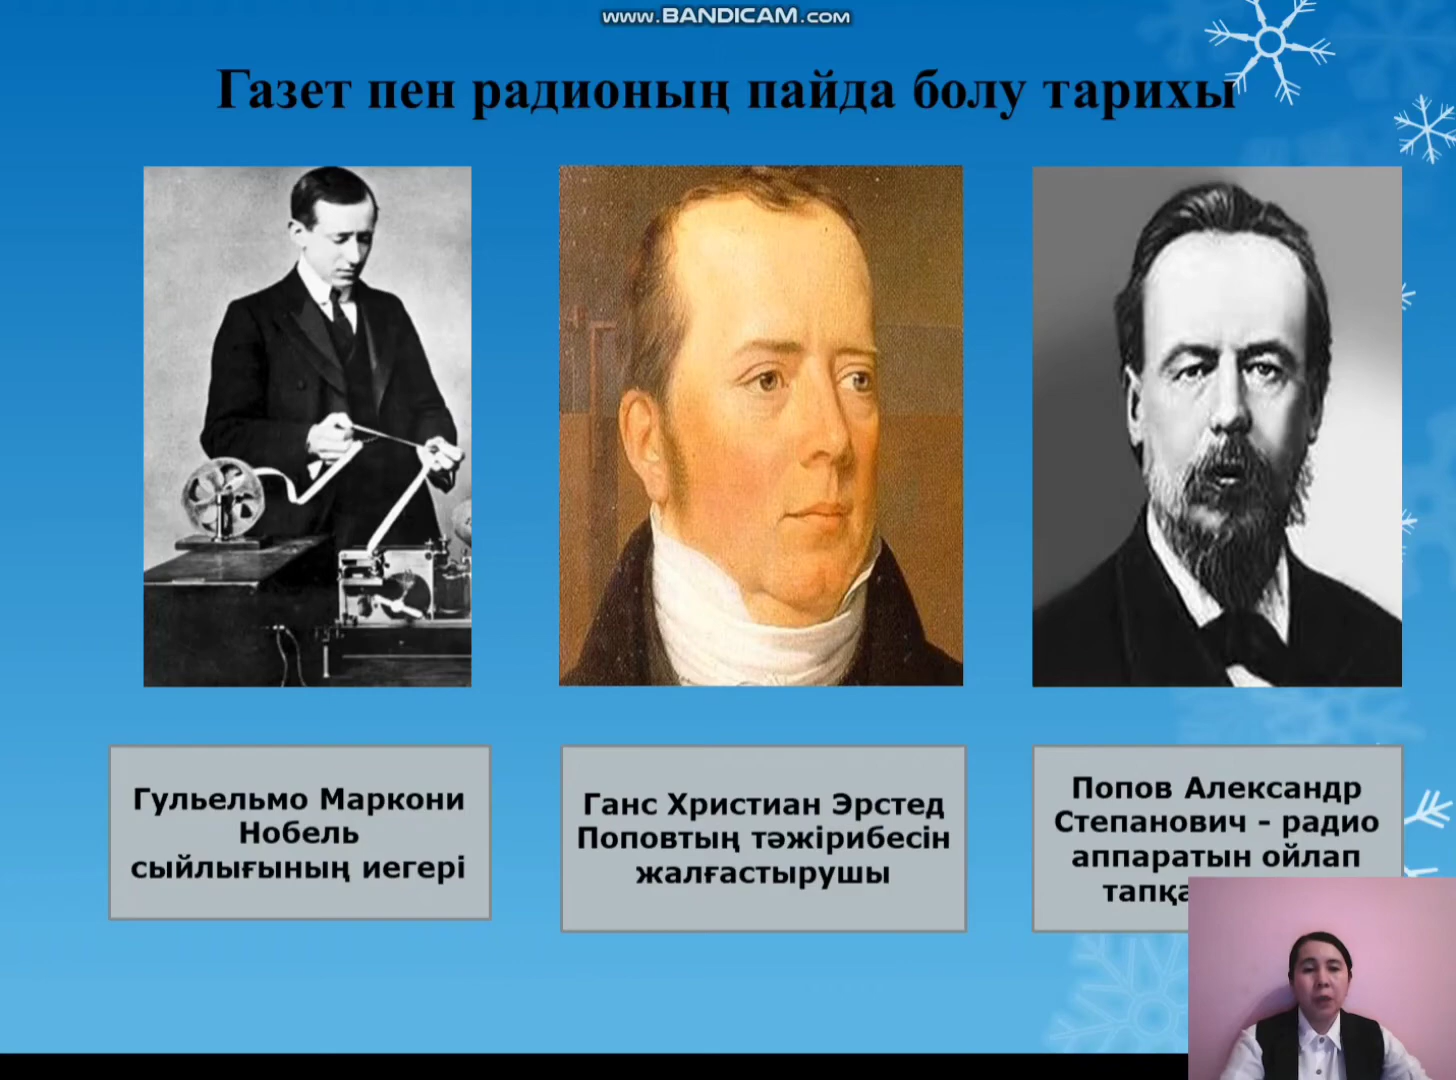 www.BANDICAM.com
Газет пен радионың пайда болу тарихы
Гульельмо Маркони
Нобель
сыйлығының иегері
Ганс Христиан Эрстед
Поповтың тәжірибесін
жалғастырушы
Попов Александр
Степанович - радио
аппаратын ойлап